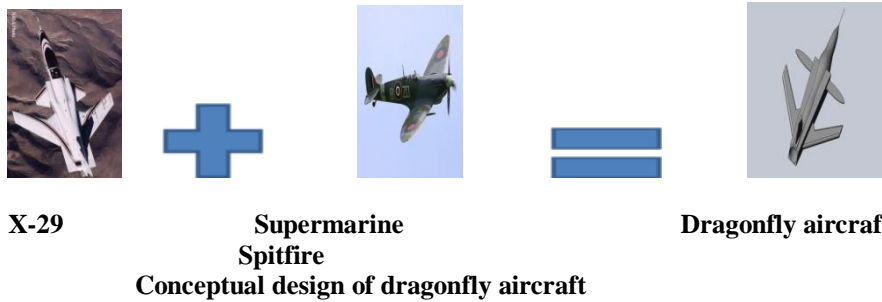 X-29 Supermarine Dragonfly aircraf
Spitfire
Conceptual design of dragonfly aircraft